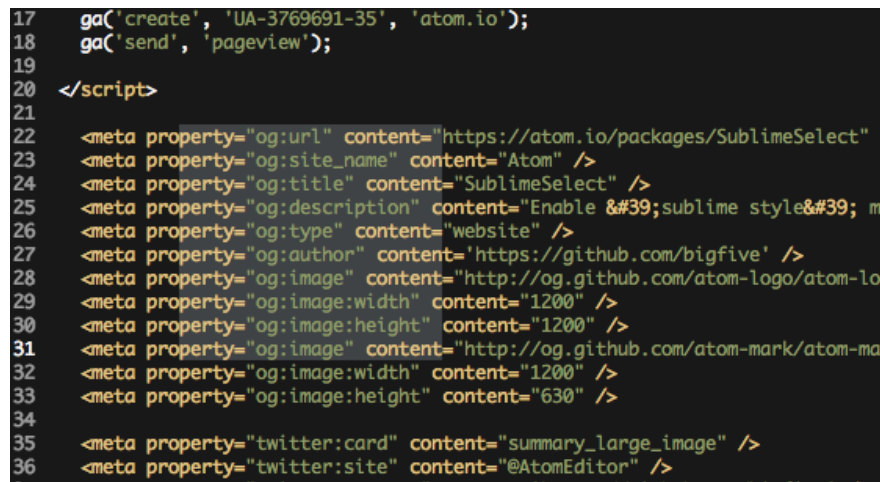 17 ga('create', 'UA-3769691-35', 'atom.io');
18 ga('send', 'pageview');
19
20 </script>
21
22 <meta property="og:url" content="https://atom.io/packages/SublimeSelect"
23 <meta property="og:site_name" content="Atom" />
24 <meta property="og:title" content="SublimeSelect" />
25 <meta property="og:description" content="Enable &#39;sublime style&#39; m
26 <meta property="og:type" content="website" />
27 <meta property="og:author" content='https://github.com/bigfive' />
28 <meta property="og:image" content="http://og.github.com/atom-logo/atom-lo
29 <meta property="og:image:width" content="1200" />
30 <meta property="og:image:height" content="1200" />
31 <meta property="og:image" content="http://og.github.com/atom-mark/atom-ma
32 <meta property="og:image:width" content="1200" />
33 <meta property="og:image:height" content="630" />
34
35 <meta property="twitter:card" content="summary_large_image" />
36 <meta property="twitter:site" content="@AtomEditor" />